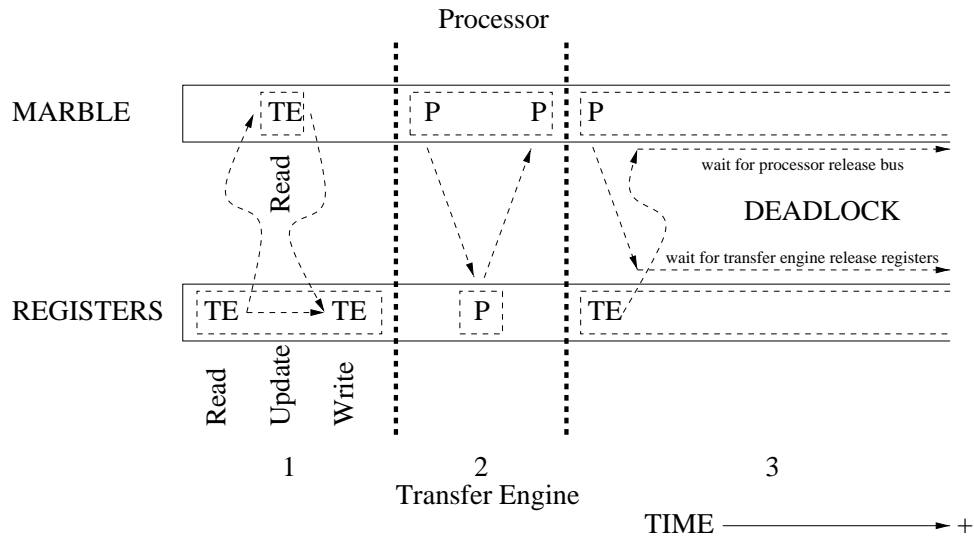 Processor
MARBLE
TE
P
P
P
Read
wait for processor release bus
DEADLOCK
wait for transfer engine release registers
REGISTERS
TE
TE
P
TE
Read
Update
Write
1
2
3
Transfer Engine
TIME
+